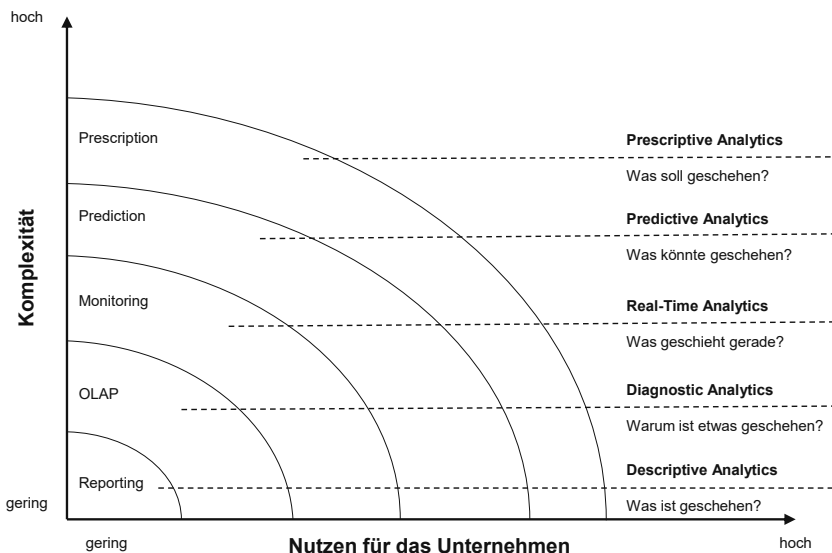 hoch
Prescription
Prescriptive Analytics
Was soll geschehen?
Prediction
Predictive Analytics
Was könnte geschehen?
Komplexität
Monitoring
Real-Time Analytics
Was geschieht gerade?
OLAP
Diagnostic Analytics
Warum ist etwas geschehen?
Reporting
Descriptive Analytics
Was ist geschehen?
gering
gering
Nutzen für das Unternehmen
hoch